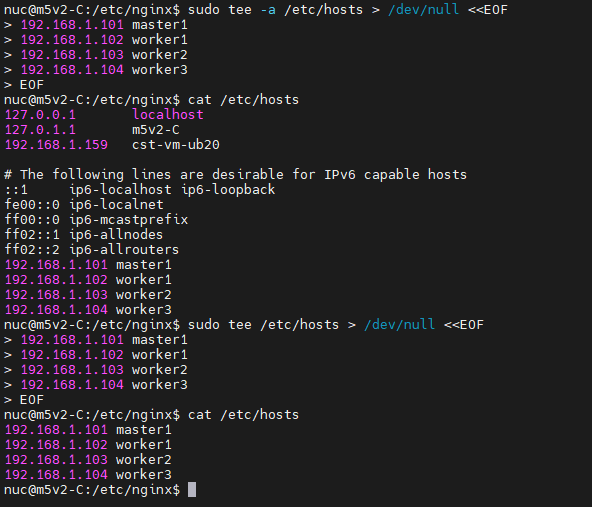 nuc@m5v2-C:/etc/nginx$ sudo tee -a /etc/hosts > /dev/null <<EOF
> 192.168.1.101 master1
> 192.168.1.102 worker1
> 192.168.1.103 worker2
> 192.168.1.104 worker3
> EOF
nuc@m5v2-C:/etc/nginx$ cat /etc/hosts
127.0.0.1       localhost
127.0.1.1       m5v2-C
192.168.1.159   cst-vm-ub20

# The following lines are desirable for IPv6 capable hosts
::1     ip6-localhost ip6-loopback
fe00::0 ip6-localnet
ff00::0 ip6-mcastprefix
ff02::1 ip6-allnodes
ff02::2 ip6-allrouters
192.168.1.101 master1
192.168.1.102 worker1
192.168.1.103 worker2
192.168.1.104 worker3
nuc@m5v2-C:/etc/nginx$ sudo tee /etc/hosts > /dev/null <<EOF
> 192.168.1.101 master1
> 192.168.1.102 worker1
> 192.168.1.103 worker2
> 192.168.1.104 worker3
> EOF
nuc@m5v2-C:/etc/nginx$ cat /etc/hosts
192.168.1.101 master1
192.168.1.102 worker1
192.168.1.103 worker2
192.168.1.104 worker3
nuc@m5v2-C:/etc/nginx$